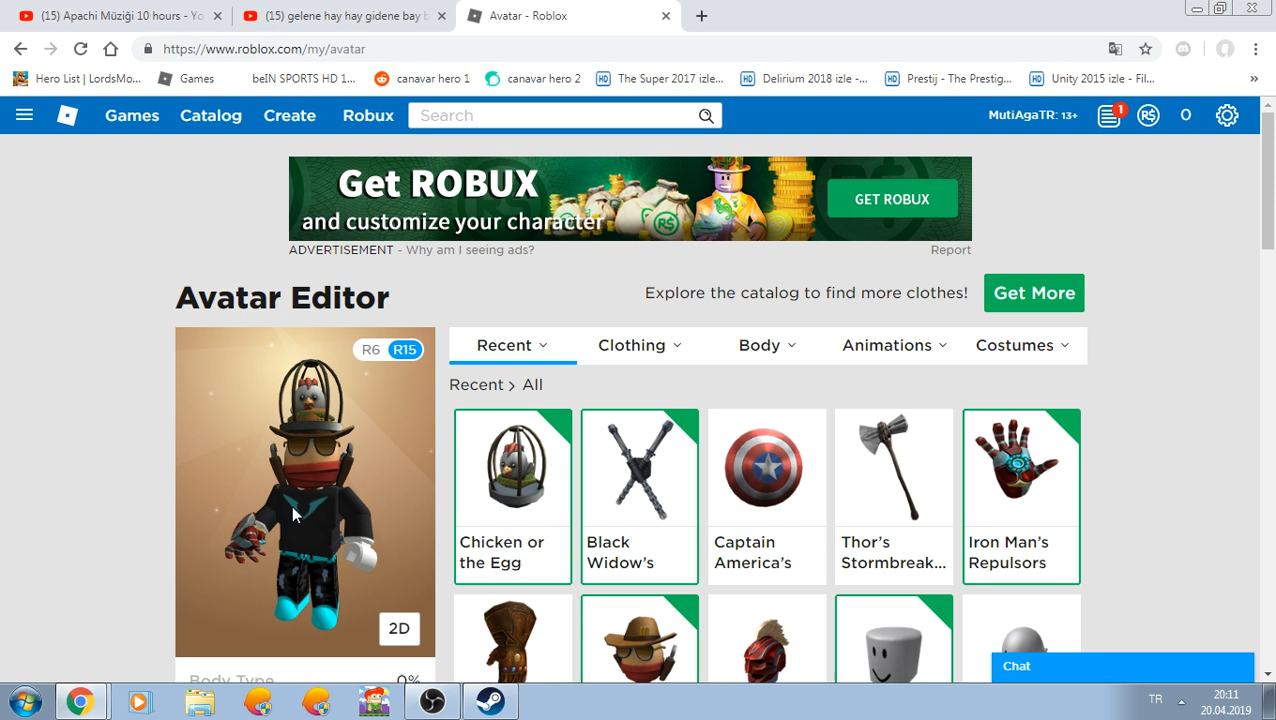 (15) Apachi Müziği 10 hours - Yo
(15) gelene hay hay gidene bay b
Avatar - Roblox
https://www.roblox.com/my/avatar
Hero List | LordsMo...
Games
beIN SPORTS HD 1...
canavar hero 1
canavar hero 2
HD The Super 2017 izle...
HD Delirium 2018 izle -...
HD Prestij - The Prestig...
HD Unity 2015 izle - Fil...
»
Games Catalog Create Robux Search MutiAgaTR: 13+ 1 R$ 0
Get ROBUX
and customize your character
GET ROBUX
ADVERTISEMENT - Why am I seeing ads? Report
Avatar Editor
Explore the catalog to find more clothes! Get More
R6 R15
Recent Clothing Body Animations Costumes
Recent > All
Chicken or
the Egg
Black
Widow's
Captain
America's
Thor's
Stormbreak...
Iron Man's
Repulsors
2D
Body Type 0%
Chat
TR
20:11
20.04.2019